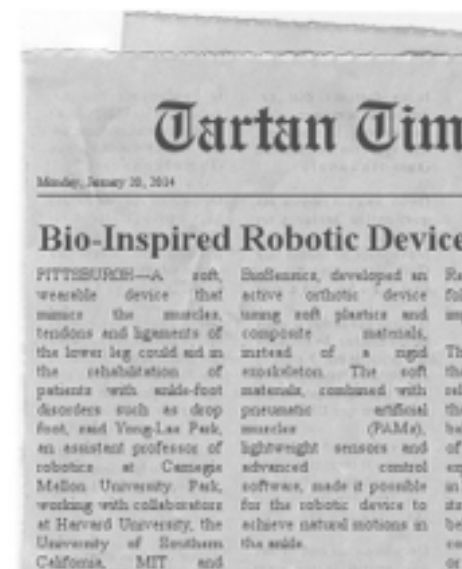 Tartan Tim
Monday, January 20, 2014
Bio-Inspired Robotic Device
PITTSBURGH—A soft,
wearable device that
mimics the muscles,
tendons and ligaments of
the lower leg could aid in
the rehabilitation of
patients with ankle-foot
disorders such as drop
foot, said Yong-Lae Park,
an assistant professor of
robotics at Carnegie
Mellon University. Park,
working with collaborators
at Harvard University, the
University of Southern
California, MIT and
BioSensics, developed an
active orthotic device
using soft plastics and
composite materials,
instead of a rigid
exoskeleton. The soft
materials, combined with
pneumatic artificial
muscles (PAMs),
lightweight sensors and
advanced control
software, made it possible
for the robotic device to
achieve natural motions in
the ankle.